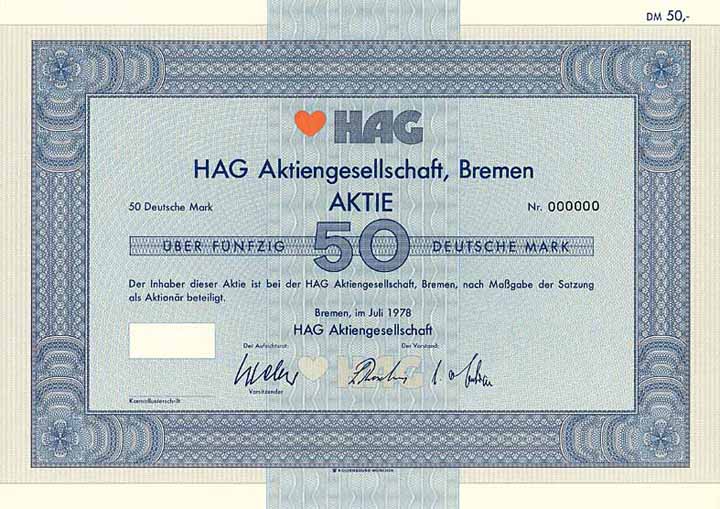 DM 50,-
HAG
HAG Aktiengesellschaft, Bremen
AKTIE
50 Deutsche Mark
Nr. 000000
ÜBER FÜNFZIG 50 DEUTSCHE MARK
Der Inhaber dieser Aktie ist bei der HAG Aktiengesellschaft, Bremen, nach Maßgabe der Satzung
als Aktionär beteiligt.
Bremen, im Juli 1978
HAG Aktiengesellschaft
Der Aufsichtsrat:
Der Vorstand:
HAG
Vorsitzender
Kontrollunterschrift